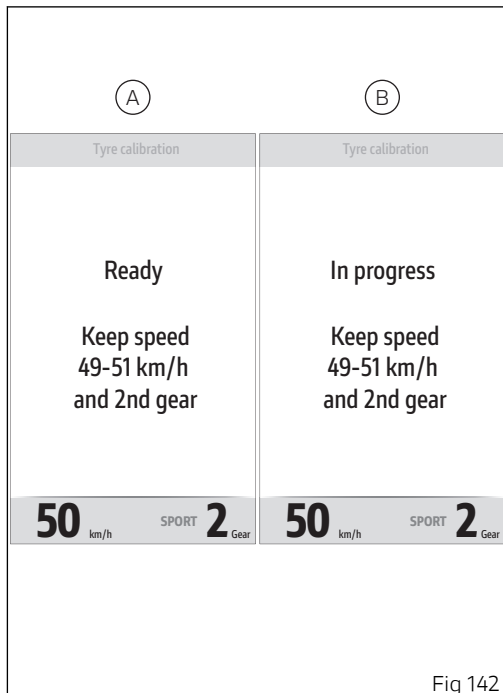 A
B
Tyre calibration
Ready
Keep speed
49-51 km/h
and 2nd gear
50 km/h SPORT 2 Gear
Tyre calibration
In progress
Keep speed
49-51 km/h
and 2nd gear
50 km/h SPORT 2 Gear
Fig 142